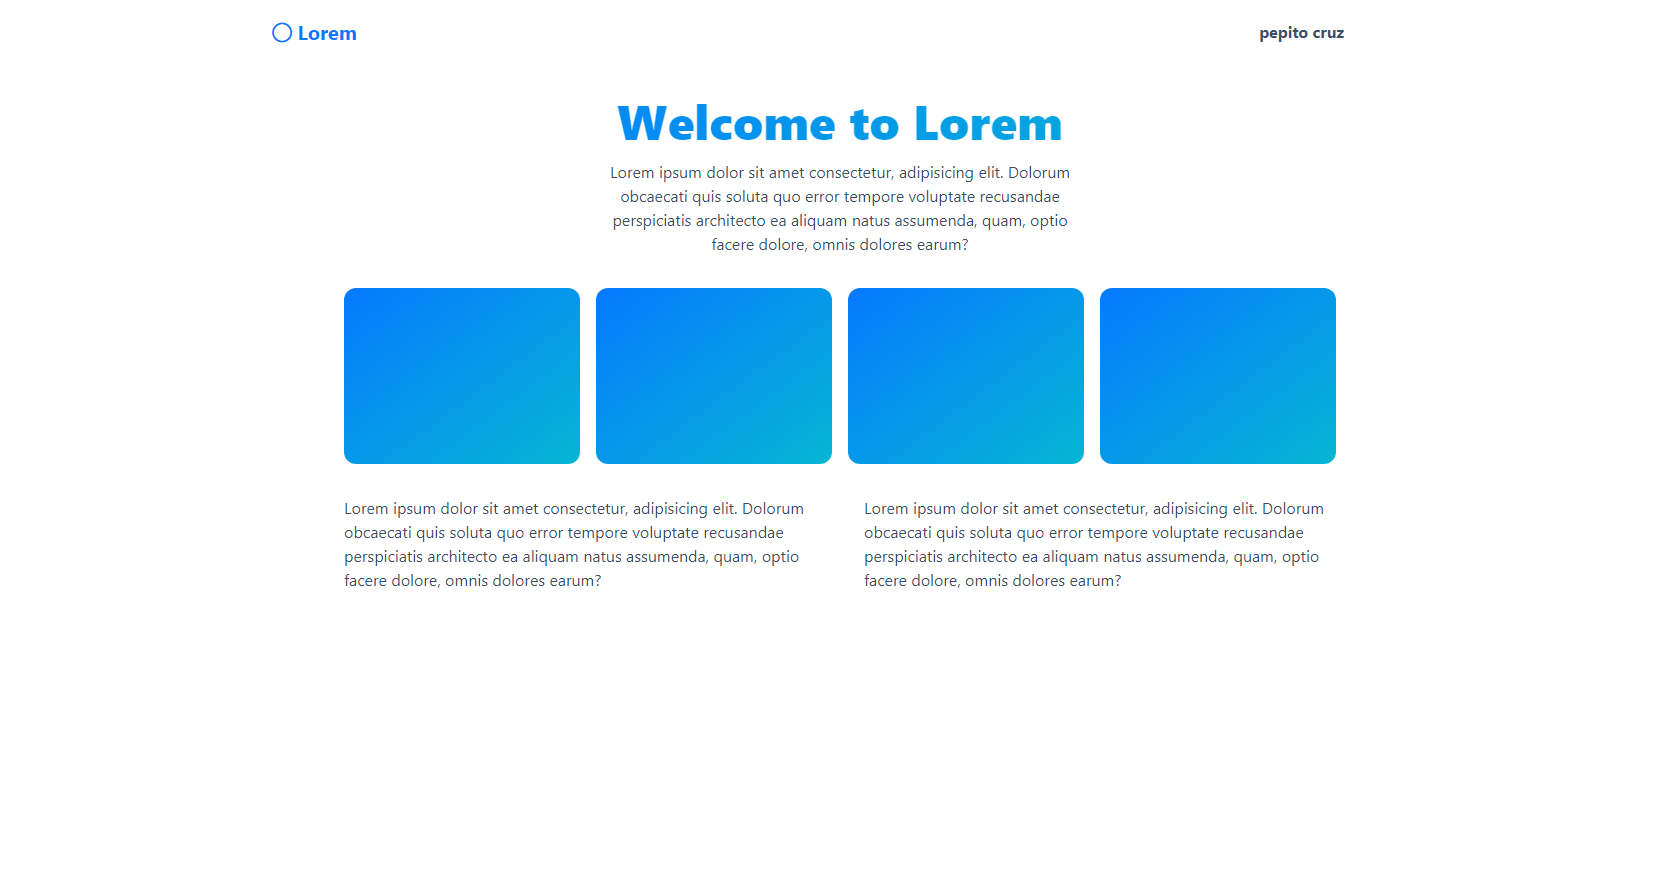 Lorem
pepito cruz
Welcome to Lorem
Lorem ipsum dolor sit amet consectetur, adipisicing elit. Dolorum
obcaecati quis soluta quo error tempore voluptate recusandae
perspiciatis architecto ea aliquam natus assumenda, quam, optio
facere dolore, omnis dolores earum?
Lorem ipsum dolor sit amet consectetur, adipisicing elit. Dolorum
obcaecati quis soluta quo error tempore voluptate recusandae
perspiciatis architecto ea aliquam natus assumenda, quam, optio
facere dolore, omnis dolores earum?
Lorem ipsum dolor sit amet consectetur, adipisicing elit. Dolorum
obcaecati quis soluta quo error tempore voluptate recusandae
perspiciatis architecto ea aliquam natus assumenda, quam, optio
facere dolore, omnis dolores earum?